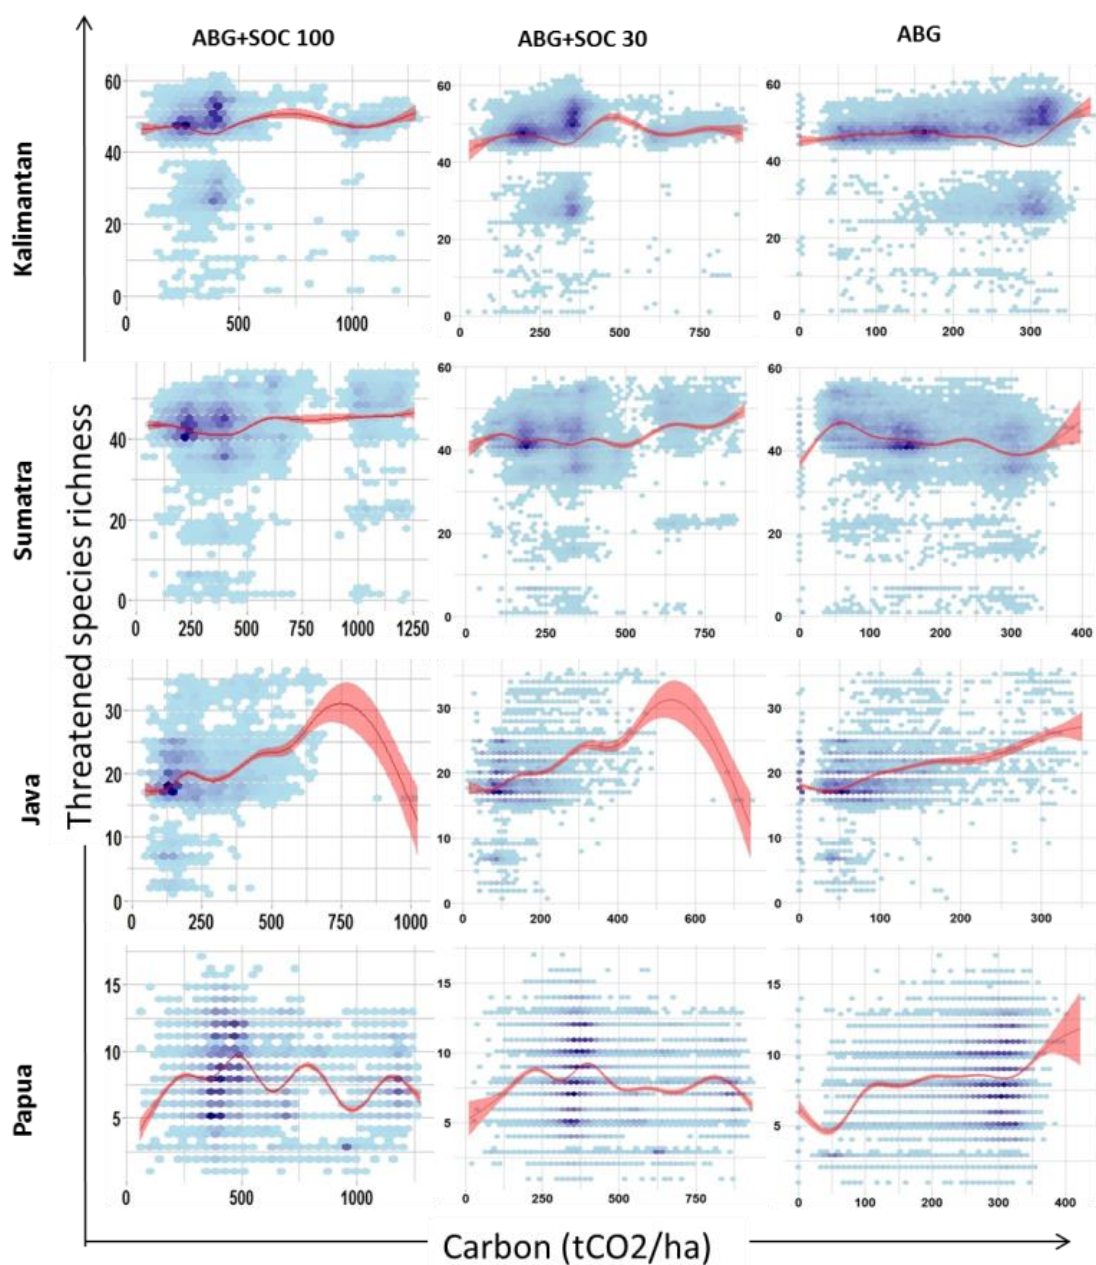 ABG+SOC 100 ABG+SOC 30 ABG
Threatened species richness
Kalimantan
60 40 20 0
0 500 1000
60 40 20 0
0 250 500 750
60 40 20 0
0 100 200 300
Sumatra
40 20 0
0 250 500 750 1000 1250
60 40 20 0
0 250 500 750
60 40 20 0
0 100 200 300 400
Java
30 20 10 0
0 250 500 750 1000
30 20 10 0
0 200 400 600
30 20 10 0
0 100 200 300
Papua
15 10 5
0 500 1000
15 10 5
0 250 500 750
15 10 5
0 100 200 300 400
Carbon (tCO2/ha)